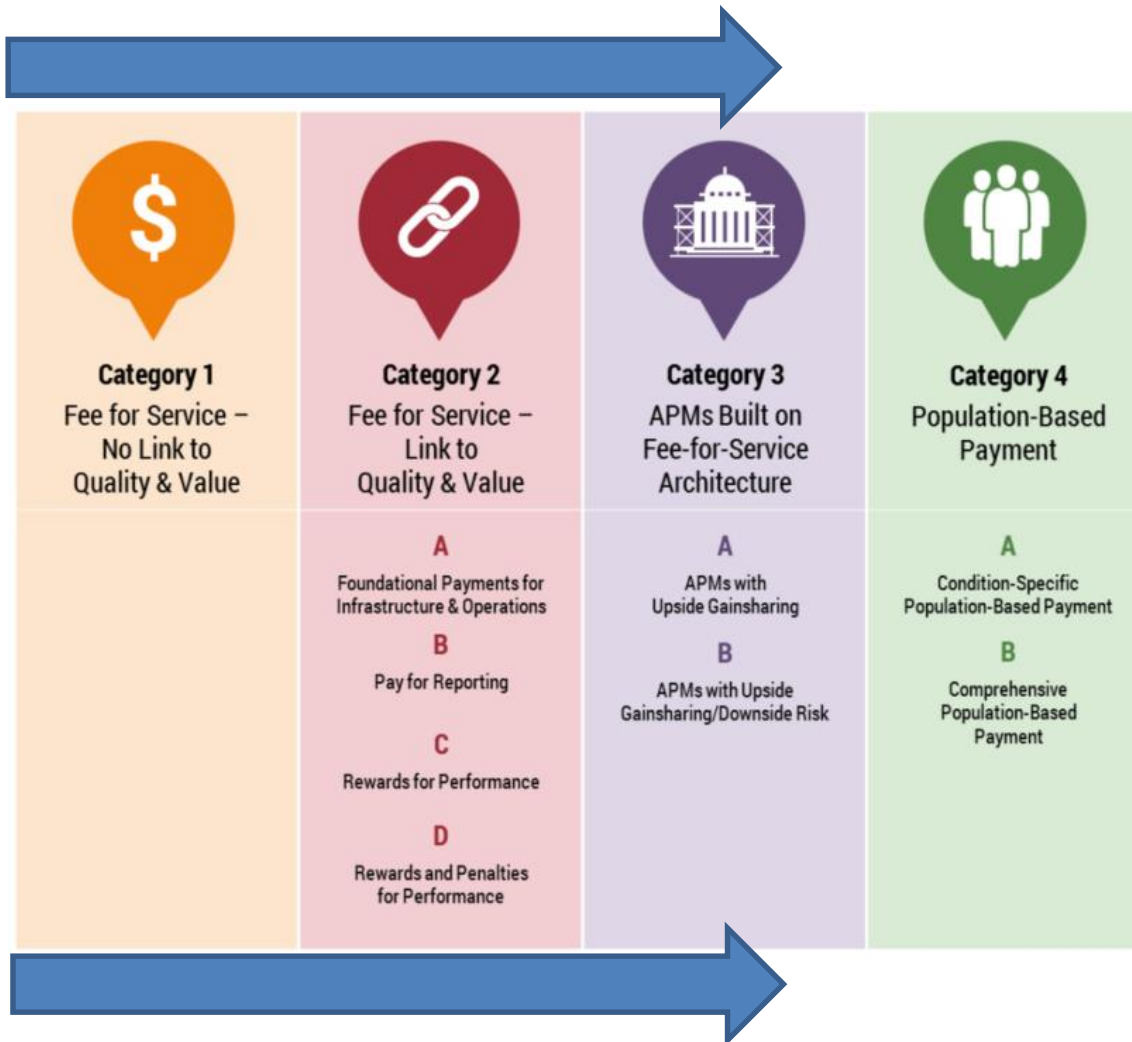 $
Category 1
Fee for Service –
No Link to
Quality & Value
Category 2
Fee for Service –
Link to
Quality & Value
A
Foundational Payments for
Infrastructure & Operations
B
Pay for Reporting
C
Rewards for Performance
D
Rewards and Penalties
for Performance
Category 3
APMs Built on
Fee-for-Service
Architecture
A
APMs with
Upside Gainsharing
B
APMs with Upside
Gainsharing/Downside Risk
Category 4
Population-Based
Payment
A
Condition-Specific
Population-Based Payment
B
Comprehensive
Population-Based
Payment